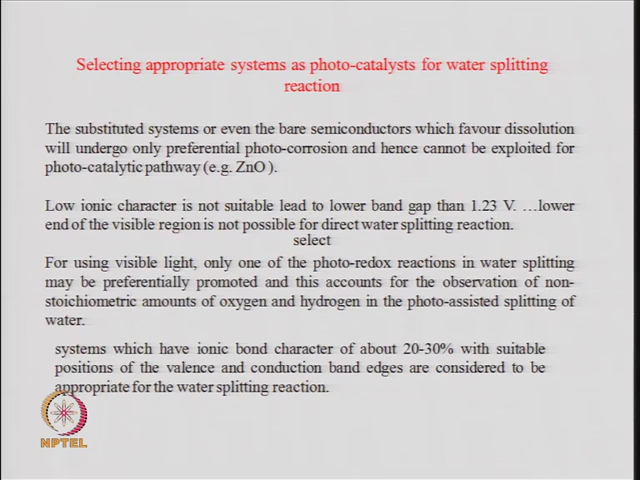 Selecting appropriate systems as photo-catalysts for water splitting
reaction
The substituted systems or even the bare semiconductors which favour dissolution
will undergo only preferential photo-corrosion and hence cannot be exploited for
photo-catalytic pathway (e.g. ZnO ).
Low ionic character is not suitable lead to lower band gap than 1.23 V. …lower
end of the visible region is not possible for direct water splitting reaction.
select
For using visible light, only one of the photo-redox reactions in water splitting
may be preferentially promoted and this accounts for the observation of non-
stoichiometric amounts of oxygen and hydrogen in the photo-assisted splitting of
water.
systems which have ionic bond character of about 20-30% with suitable
positions of the valence and conduction band edges are considered to be
appropriate for the water splitting reaction.
NPTEL